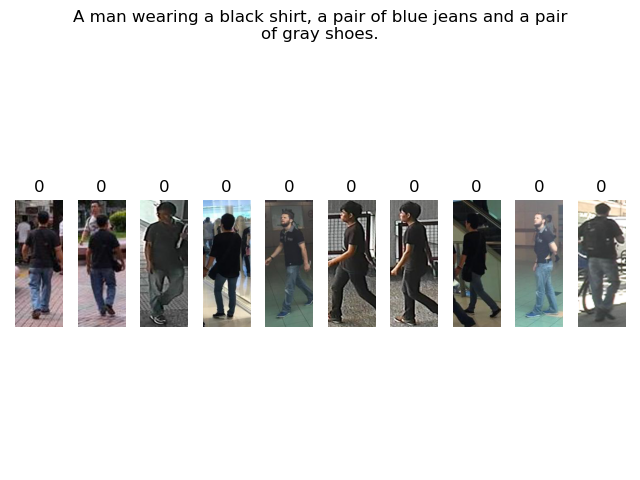 A man wearing a black shirt, a pair of blue jeans and a pair
of gray shoes.
0 0 0 0 0 0 0 0 0 0